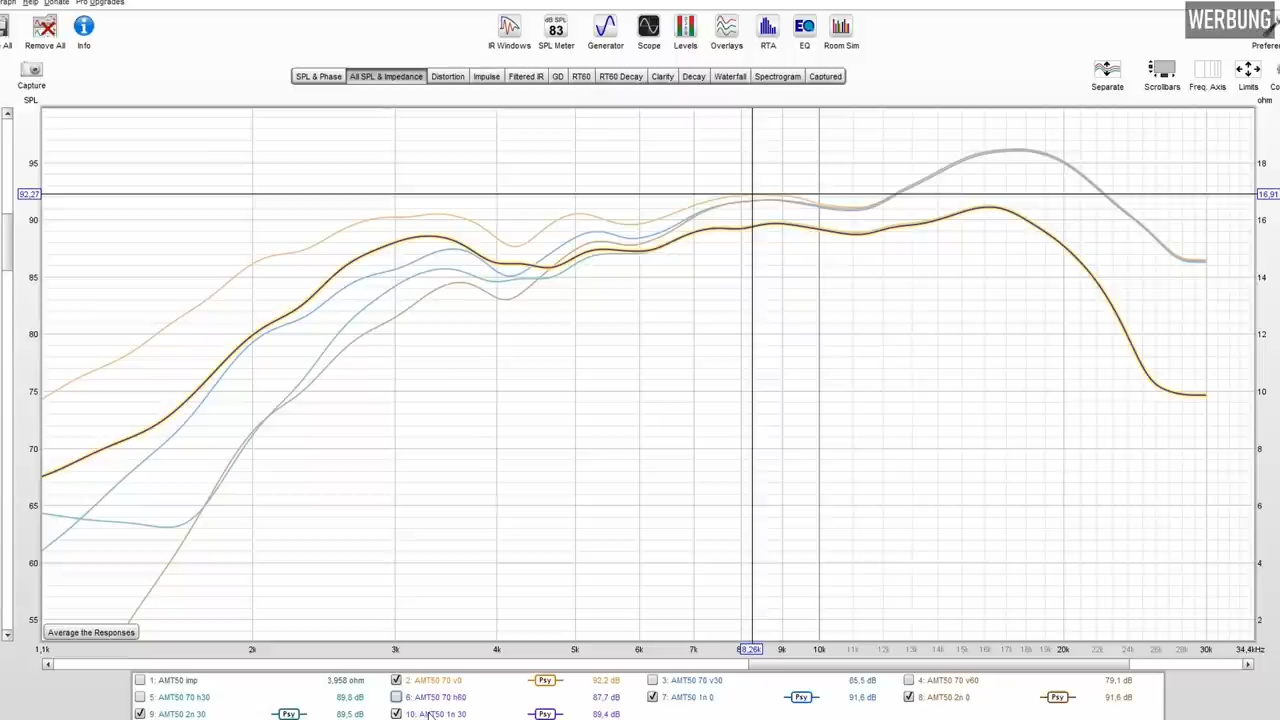 raph Help Donate Pro Upgrades
WERBUNG
All Remove All Info
IR Windows
dB SPL
83
SPL Meter
Generator Scope Levels Overlays RTA
EQ
EQ Room Sim
Prefere
Capture
SPL & Phase All SPL & Impedance Distortion Impulse Filtered IR GD RT60 RT60 Decay Clarity Decay Waterfall Spectrogram Captured
Separate Scrollbars Freq. Axis Limits Co
SPL
ohm
95 18
92,27 16,91
90 16
85 14
80 12
75 10
70 8
65 6
60 4
55 2
Average the Responses
1,1k 2k 3k 4k 5k 6k 7k 8,26k 9k 10k 11k 12k 13k 14k 15k 16k 17k 18k 19k 20k 22k 24k 26k 28k 30k 34,4kHz
1: AMT50 imp 3,958 ohm 2: AMT50 70 v0 Psy 92,2 dB 3: AMT50 70 v30 85,5 dB 4: AMT50 70 v60 79,1 dB
5: AMT50 70 h30 89,8 dB 6: AMT50 70 h60 87,7 dB 7: AMT50 1n 0 Psy 91,6 dB 8: AMT50 2n 0 Psy 91,6 dB
9: AMT50 2n 30 Psy 89,5 dB 10: AMT50 1n 30 Psy 89,4 dB